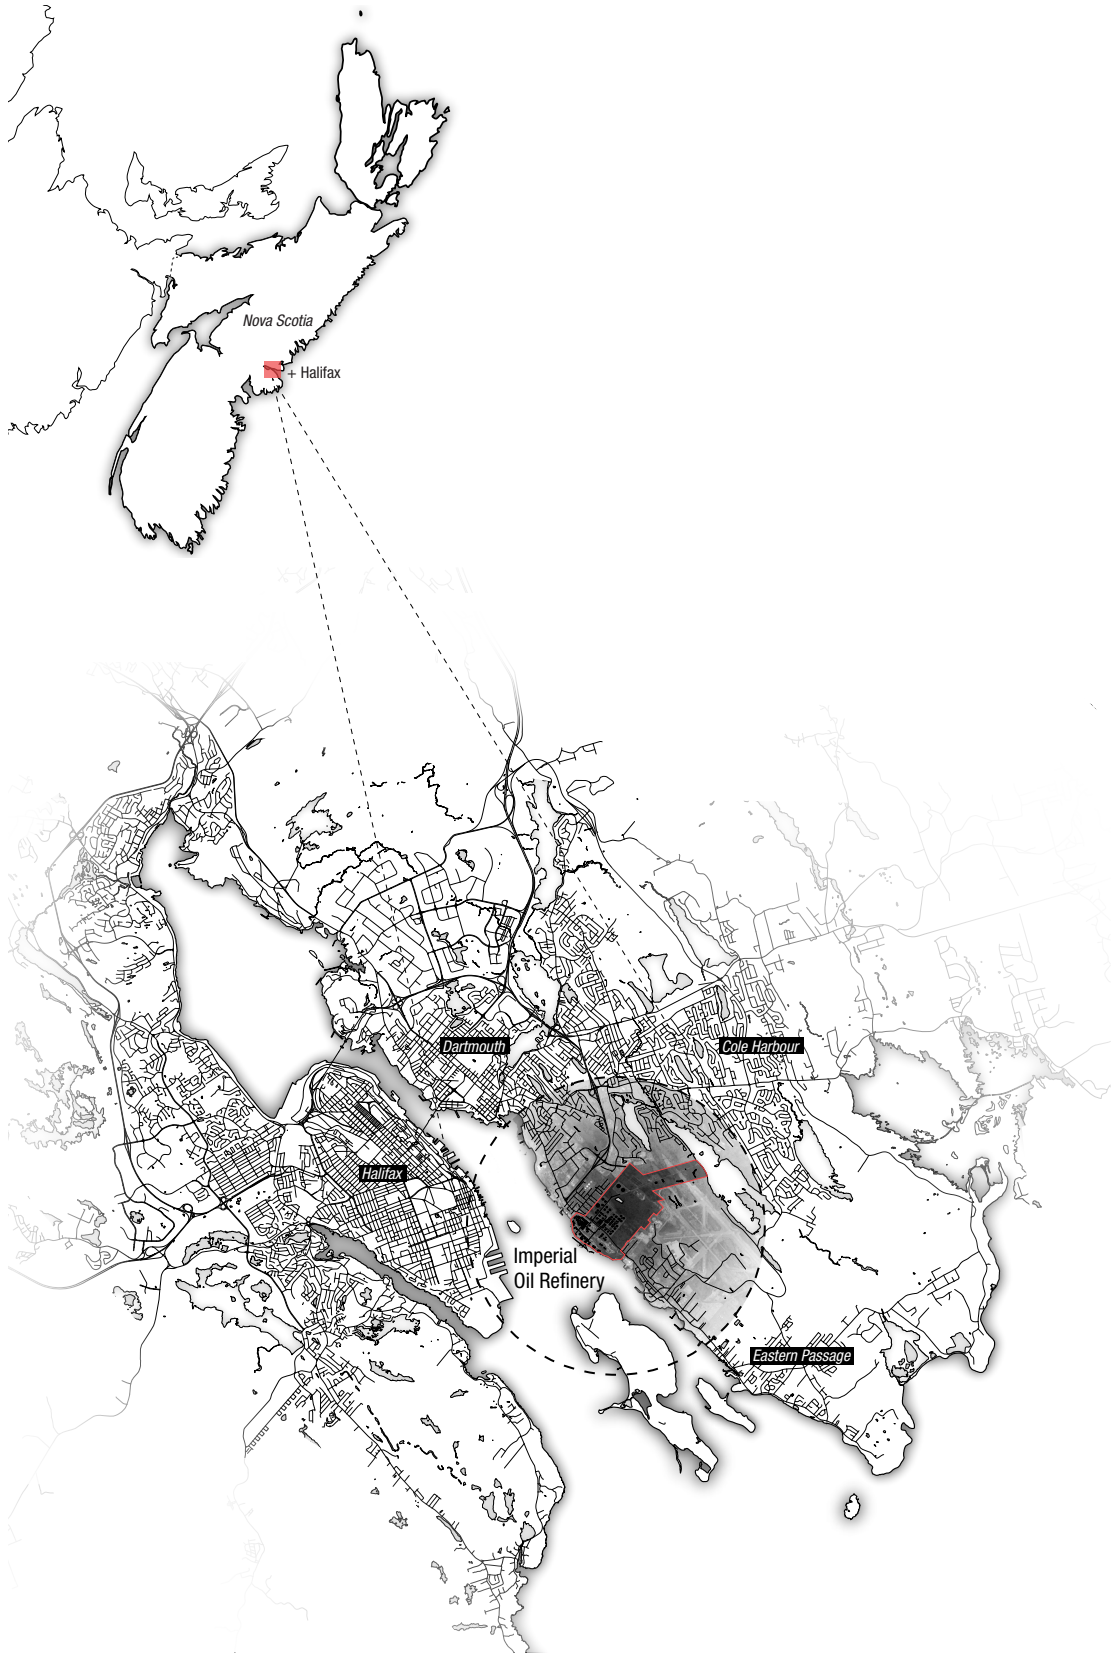 Nova Scotia
+ Halifax
Dartmouth
Cole Harbour
Halifax
Imperial
Oil Refinery
Eastern Passage